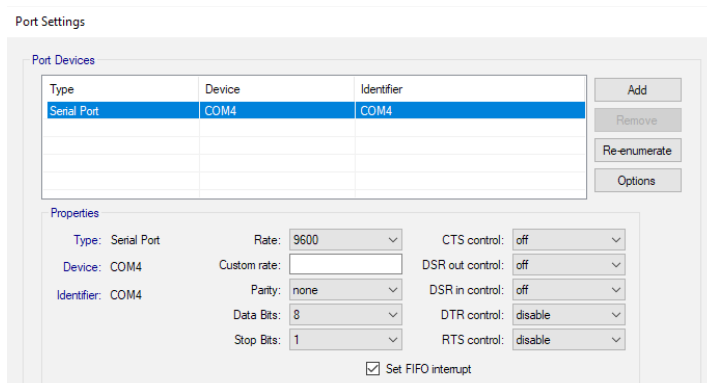 Port Settings
Port Devices
Type Device Identifier
Serial Port COM4 COM4
Add
Remove
Re-enumerate
Options
Properties
Type: Serial Port Rate: 9600 CTS control: off
Device: COM4 Custom rate: DSR out control: off
Identifier: COM4 Parity: none DSR in control: off
Data Bits: 8 DTR control: disable
Stop Bits: 1 RTS control: disable
Set FIFO interrupt